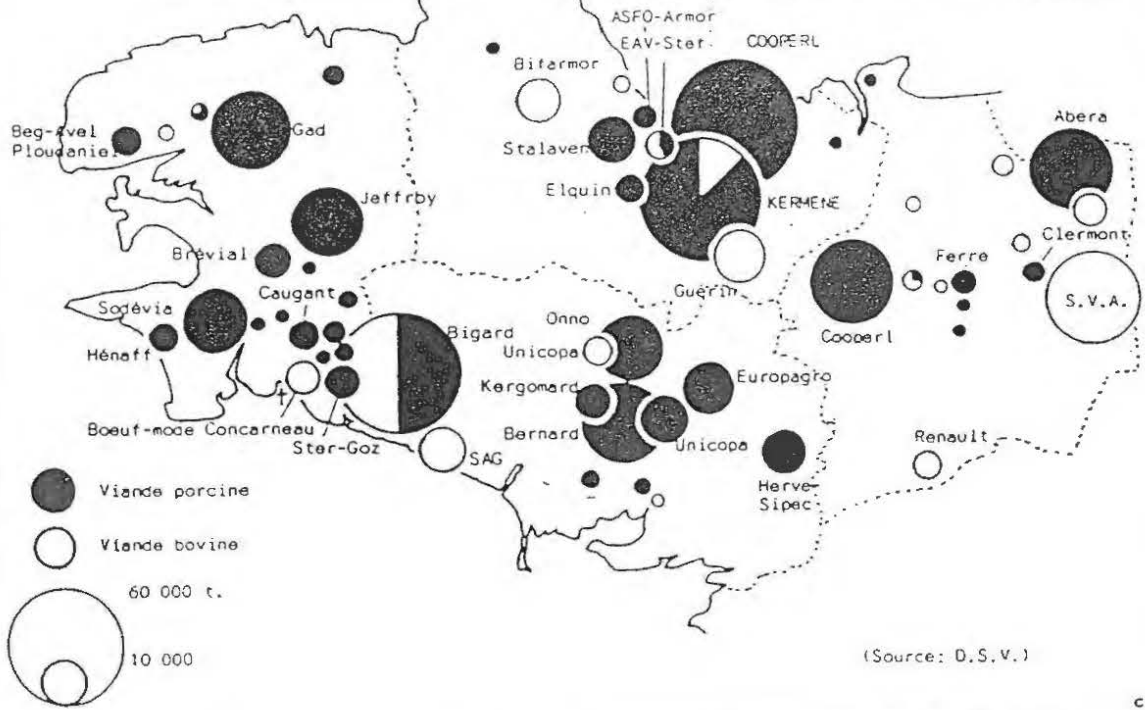 ASFO-Armor
EAV-Ster
COOPERL
Bifarmor
Abera
Beg-Avel
Ploudaniel
Gad
Stalaven
Elquin
Jeffrby
KERMENE
Clermont
Brévial
Ferre
Guérin
S.V.A.
Sodévia
Caugant
Bigard
Onno
Cooperl
Hénaff
Unicopa
Kergomard
Europagro
Boeuf-mode Concarneau
Ster-Goz
Bernard
Unicopa
SAG
Renault
Herve
Sipec
Viande porcine
Viande bovine
60 000 t.
10 000
(Source: D.S.V.)
c